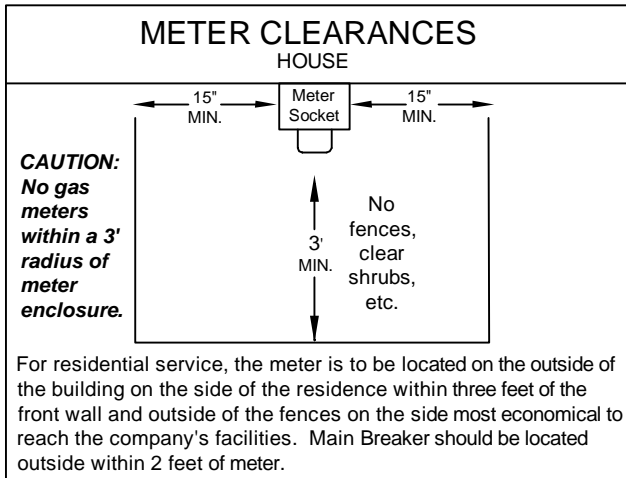 METER CLEARANCES
HOUSE
15"
MIN.
Meter
Socket
15"
MIN.
CAUTION:
No gas
meters
within a 3'
radius of
meter
enclosure.
3'
MIN.
No
fences,
clear
shrubs,
etc.
For residential service, the meter is to be located on the outside of
the building on the side of the residence within three feet of the
front wall and outside of the fences on the side most economical to
reach the company's facilities. Main Breaker should be located
outside within 2 feet of meter.